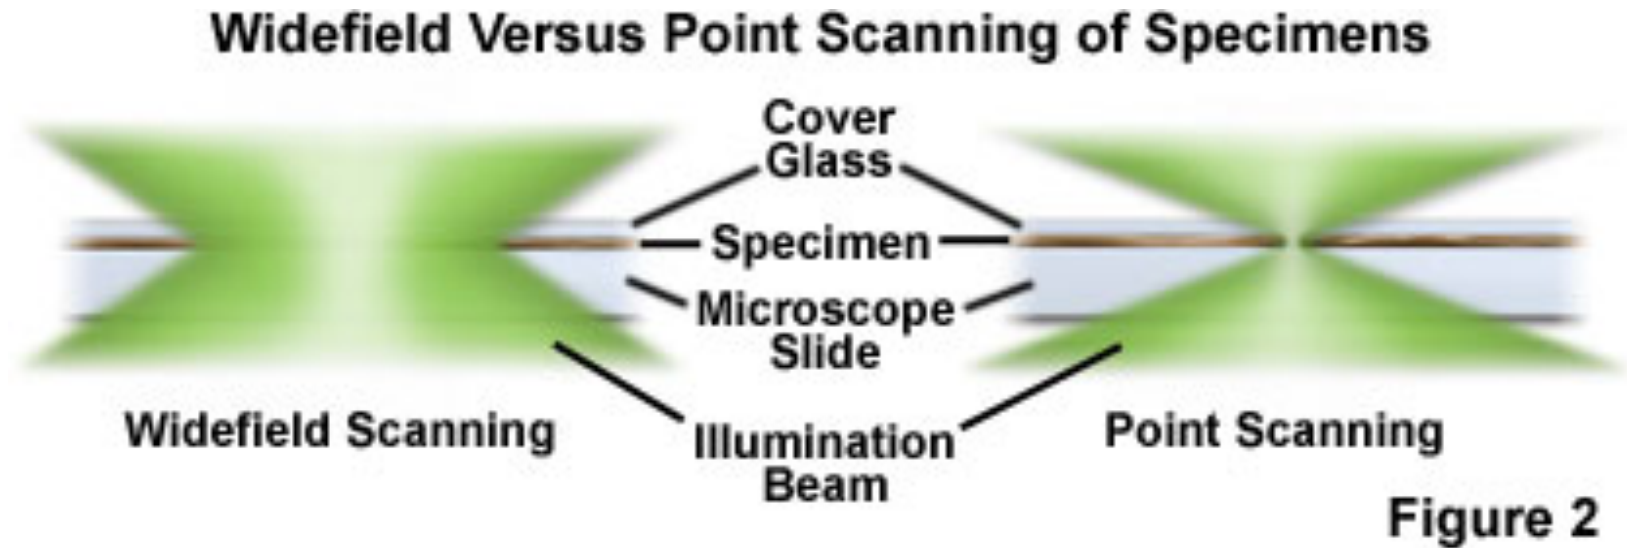 Widefield Versus Point Scanning of Specimens
Cover
Glass
Specimen
Microscope
Slide
Widefield Scanning
Illumination
Beam
Point Scanning
Figure 2